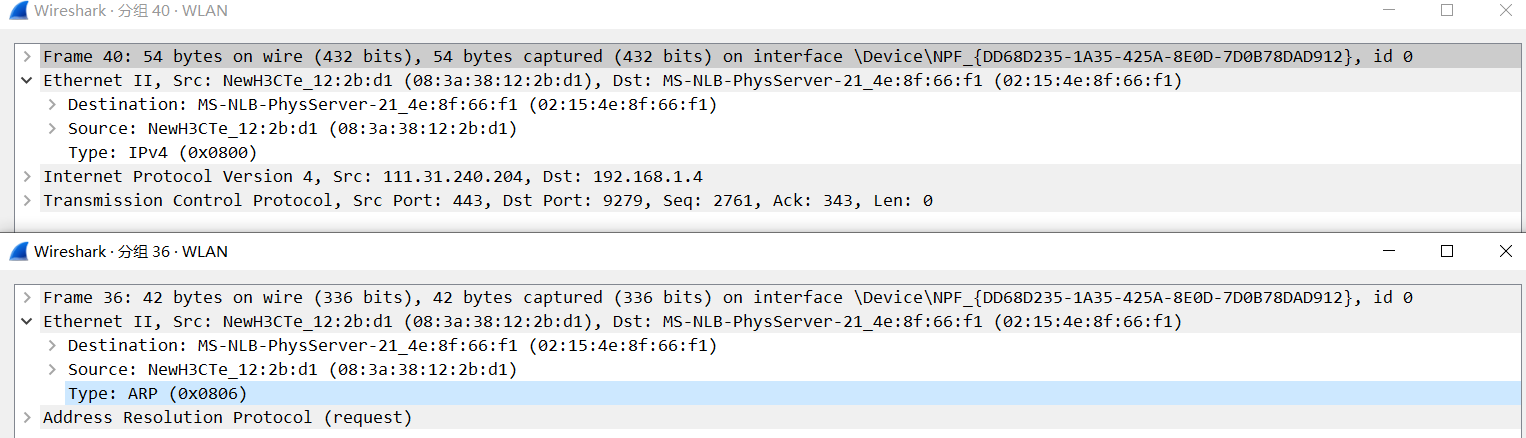 Wireshark · 分组 40 · WLAN
Frame 40: 54 bytes on wire (432 bits), 54 bytes captured (432 bits) on interface \Device\NPF_{DD68D235-1A35-425A-8E0D-7D0B78DAD912}, id 0
Ethernet II, Src: NewH3CTe_12:2b:d1 (08:3a:38:12:2b:d1), Dst: MS-NLB-PhysServer-21_4e:8f:66:f1 (02:15:4e:8f:66:f1)
Destination: MS-NLB-PhysServer-21_4e:8f:66:f1 (02:15:4e:8f:66:f1)
Source: NewH3CTe_12:2b:d1 (08:3a:38:12:2b:d1)
Type: IPv4 (0x0800)
Internet Protocol Version 4, Src: 111.31.240.204, Dst: 192.168.1.4
Transmission Control Protocol, Src Port: 443, Dst Port: 9279, Seq: 2761, Ack: 343, Len: 0
Wireshark · 分组 36 · WLAN
Frame 36: 42 bytes on wire (336 bits), 42 bytes captured (336 bits) on interface \Device\NPF_{DD68D235-1A35-425A-8E0D-7D0B78DAD912}, id 0
Ethernet II, Src: NewH3CTe_12:2b:d1 (08:3a:38:12:2b:d1), Dst: MS-NLB-PhysServer-21_4e:8f:66:f1 (02:15:4e:8f:66:f1)
Destination: MS-NLB-PhysServer-21_4e:8f:66:f1 (02:15:4e:8f:66:f1)
Source: NewH3CTe_12:2b:d1 (08:3a:38:12:2b:d1)
Type: ARP (0x0806)
Address Resolution Protocol (request)